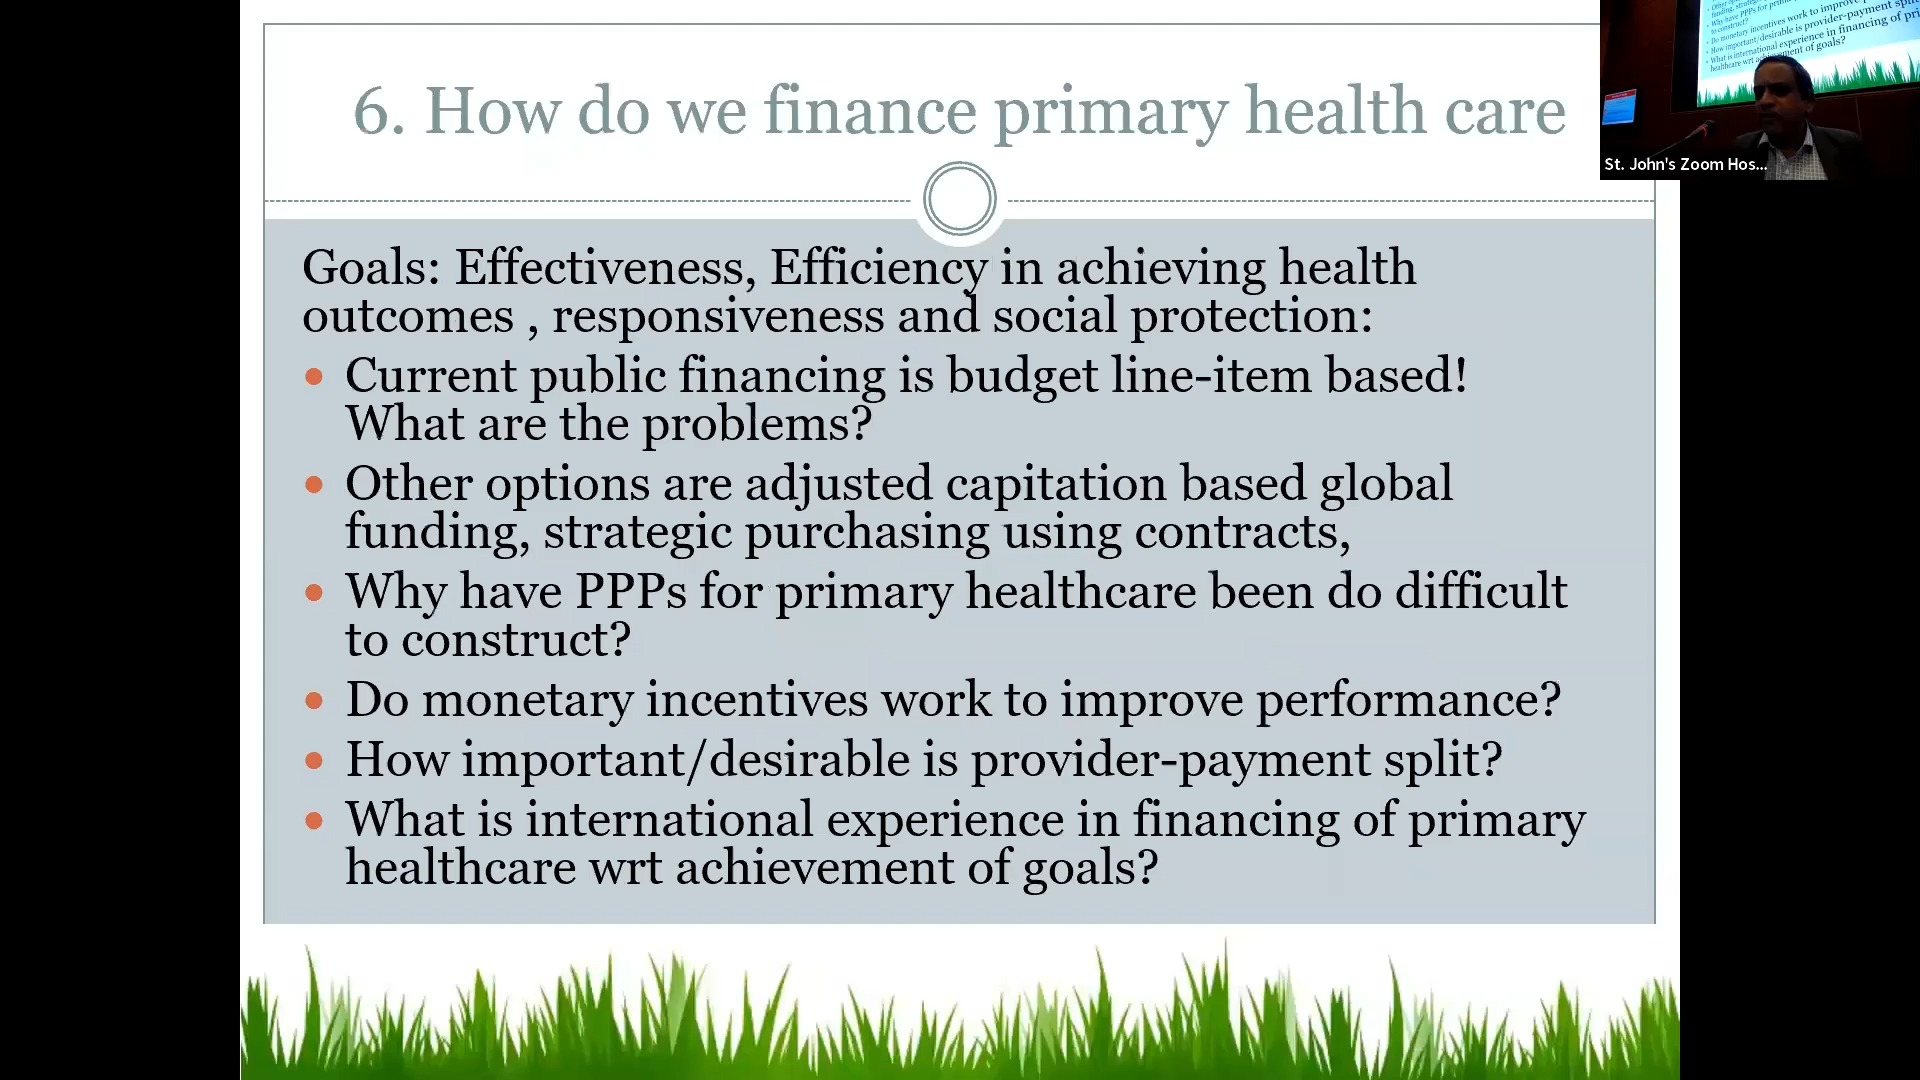 6. How do we finance primary health care
Goals: Effectiveness, Efficiency in achieving health
outcomes , responsiveness and social protection:
• Current public financing is budget line-item based!
What are the problems?
• Other options are adjusted capitation based global
funding, strategic purchasing using contracts,
• Why have PPPs for primary healthcare been do difficult
to construct?
• Do monetary incentives work to improve performance?
• How important/desirable is provider-payment split?
• What is international experience in financing of primary
healthcare wrt achievement of goals?
St. John's Zoom Hos...